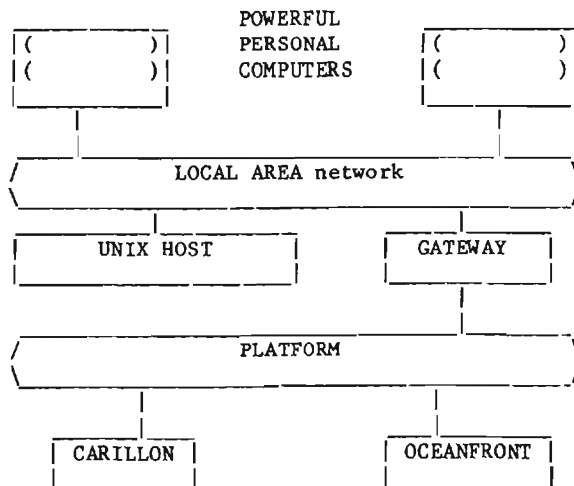 POWERFUL
PERSONAL
COMPUTERS
LOCAL AREA network
UNIX HOST
GATEWAY
PLATFORM
CARILLON
OCEANFRONT